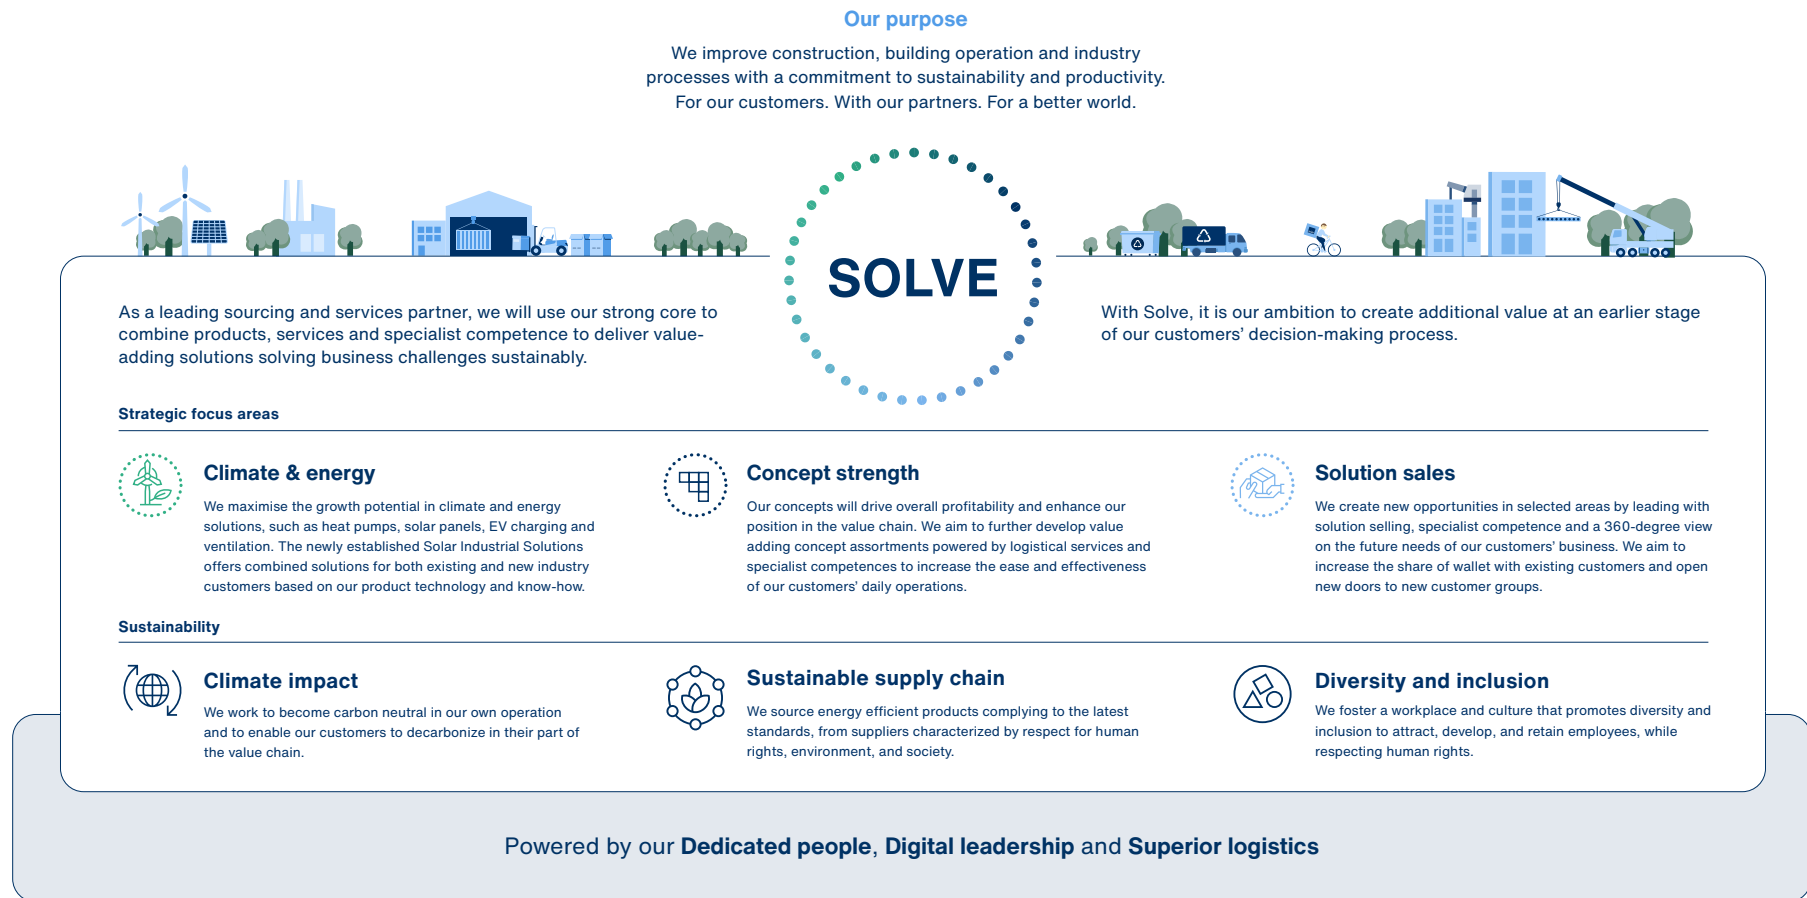 Our purpose
We improve construction, building operation and industry
processes with a commitment to sustainability and productivity.
For our customers. With our partners. For a better world.
SOLVE
As a leading sourcing and services partner, we will use our strong core to
combine products, services and specialist competence to deliver value-
adding solutions solving business challenges sustainably.
With Solve, it is our ambition to create additional value at an earlier stage
of our customers’ decision-making process.
Strategic focus areas
Climate & energy
We maximise the growth potential in climate and energy
solutions, such as heat pumps, solar panels, EV charging and
ventilation. The newly established Solar Industrial Solutions
offers combined solutions for both existing and new industry
customers based on our product technology and know-how.
Concept strength
Our concepts will drive overall profitability and enhance our
position in the value chain. We aim to further develop value
adding concept assortments powered by logistical services and
specialist competences to increase the ease and effectiveness
of our customers’ daily operations.
Solution sales
We create new opportunities in selected areas by leading with
solution selling, specialist competence and a 360-degree view
on the future needs of our customers’ business. We aim to
increase the share of wallet with existing customers and open
new doors to new customer groups.
Sustainability
Climate impact
We work to become carbon neutral in our own operation
and to enable our customers to decarbonize in their part of
the value chain.
Sustainable supply chain
We source energy efficient products complying to the latest
standards, from suppliers characterized by respect for human
rights, environment, and society.
Diversity and inclusion
We foster a workplace and culture that promotes diversity and
inclusion to attract, develop, and retain employees, while
respecting human rights.
Powered by our Dedicated people, Digital leadership and Superior logistics